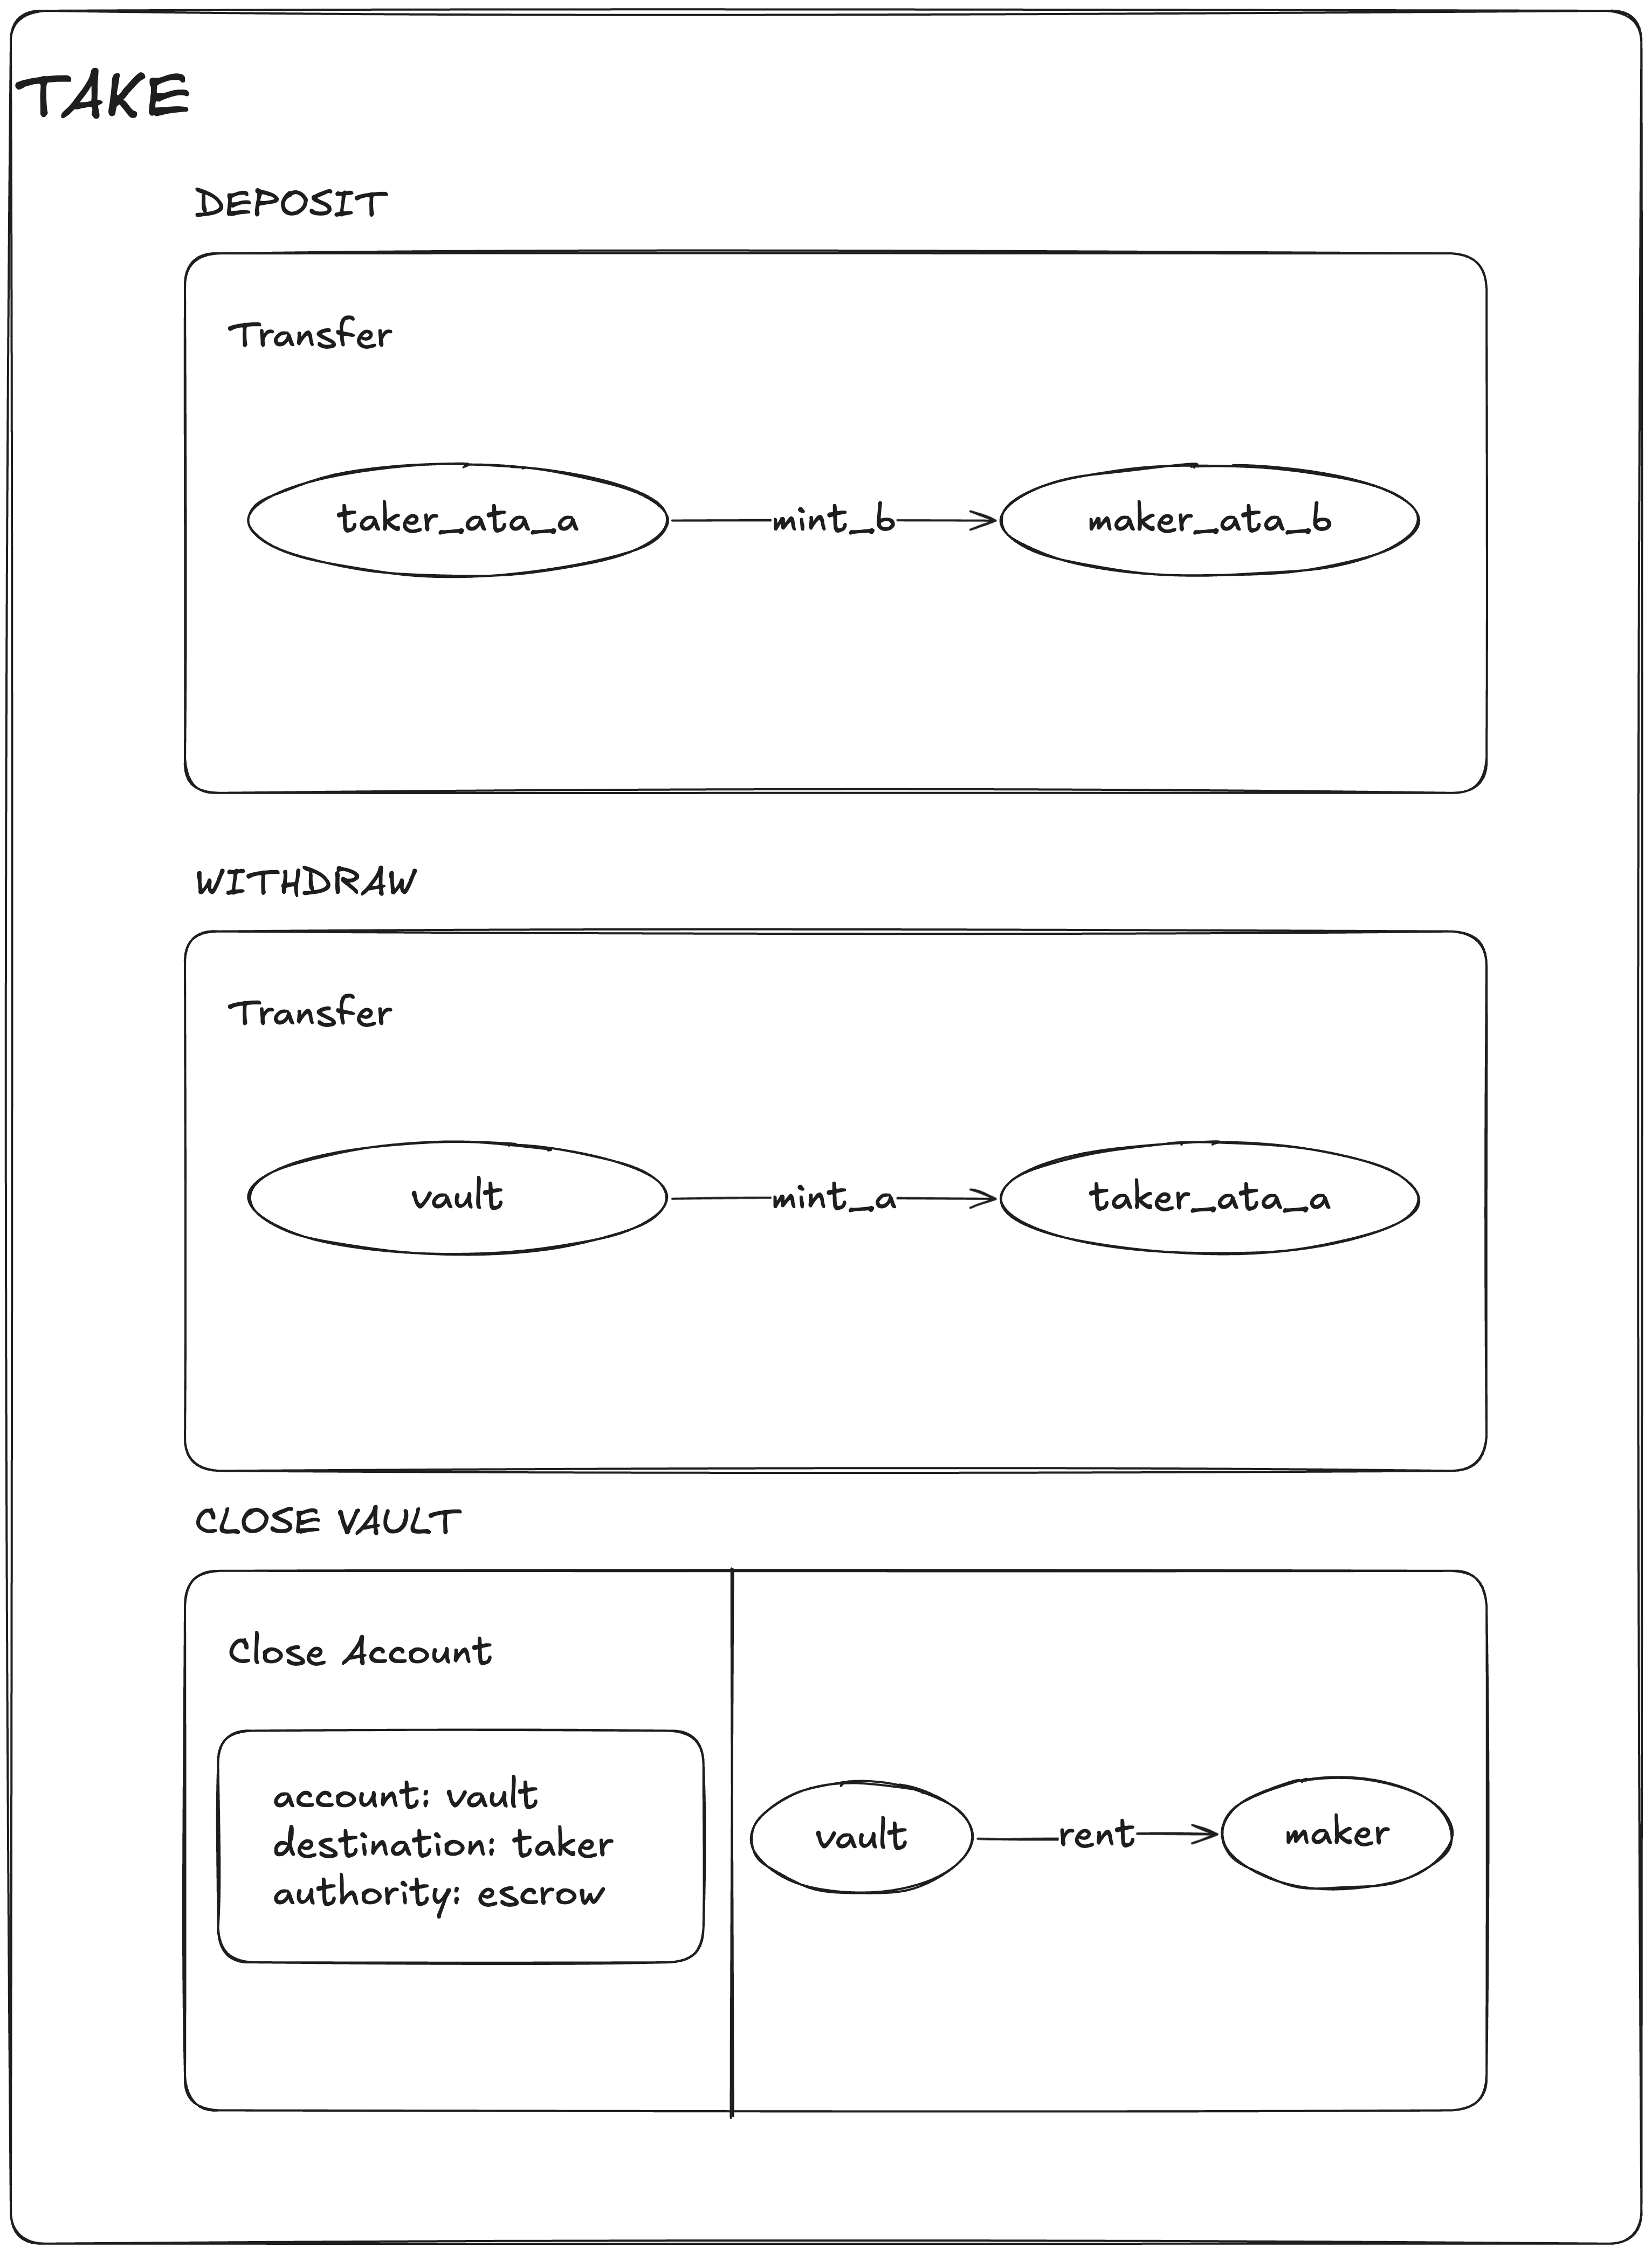 TAKE
DEPOSIT
Transfer
taker_ata_a
mint_b
maker_ata_b
WITHDRAW
Transfer
vault
mint_a
taker_ata_a
CLOSE VAULT
Close Account
account: vault
destination: taker
authority: escrow
vault
rent
maker